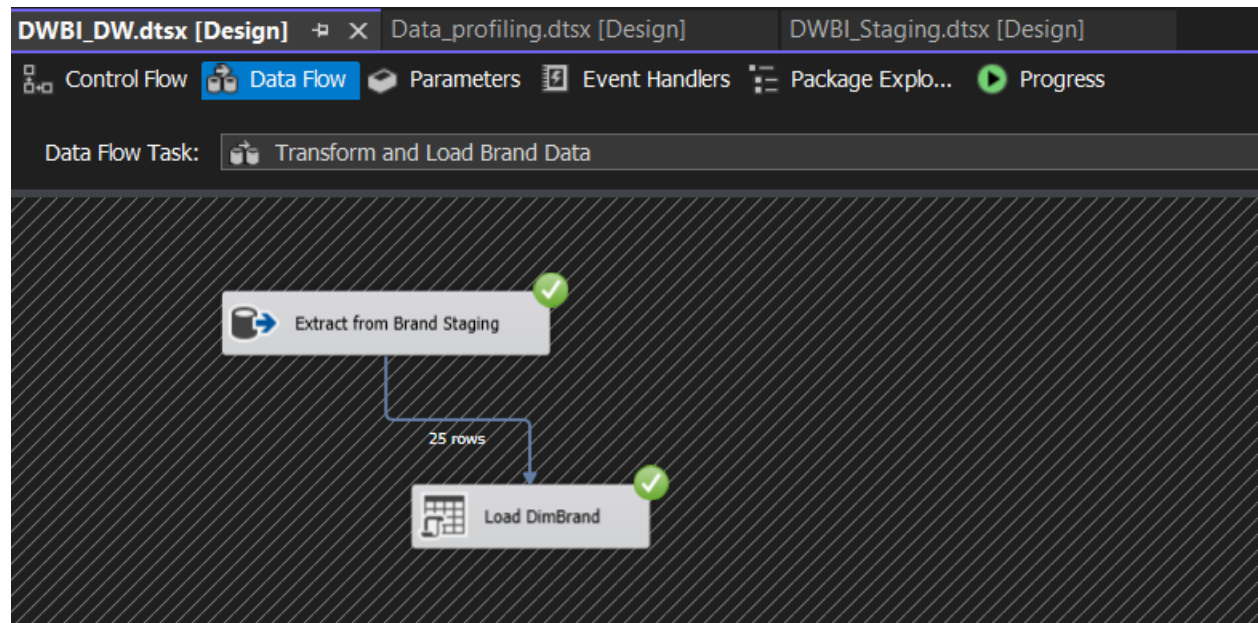 DWBI_DW.dtsx [Design] Data_profiling.dtsx [Design] DWBI_Staging.dtsx [Design]
Control Flow Data Flow Parameters Event Handlers Package Explo... Progress
Data Flow Task: Transform and Load Brand Data
Extract from Brand Staging
25 rows
Load DimBrand